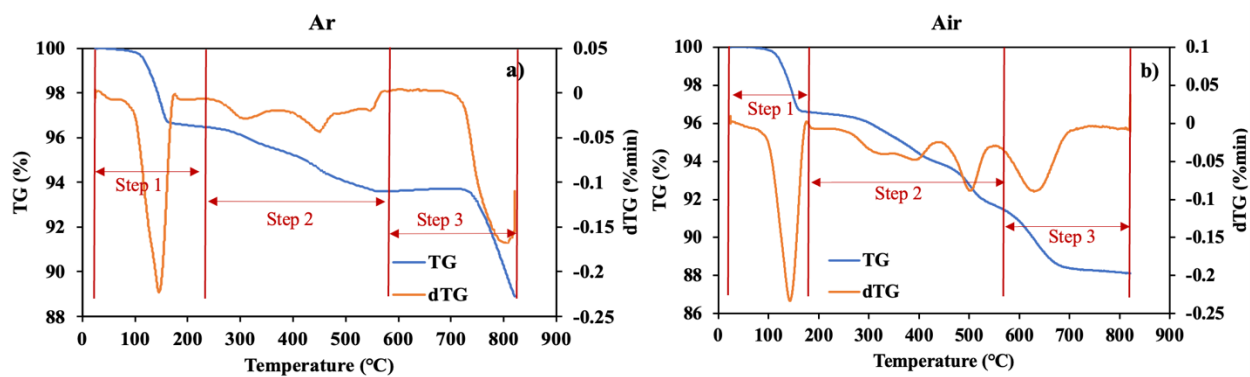 Ar
100
98
96
94
92
90
88
TG (%)
0.05
0
-0.05
-0.1
-0.15
-0.2
-0.25
dTG (%min)
a)
Step 1
Step 2
Step 3
TG
dTG
0 100 200 300 400 500 600 700 800 900
Temperature (°C)
Air
100
98
96
94
92
90
88
86
TG (%)
0.1
0.05
0
-0.05
-0.1
-0.15
-0.2
-0.25
dTG (%min)
b)
Step 1
Step 2
Step 3
TG
dTG
0 100 200 300 400 500 600 700 800 900
Temperature (°C)